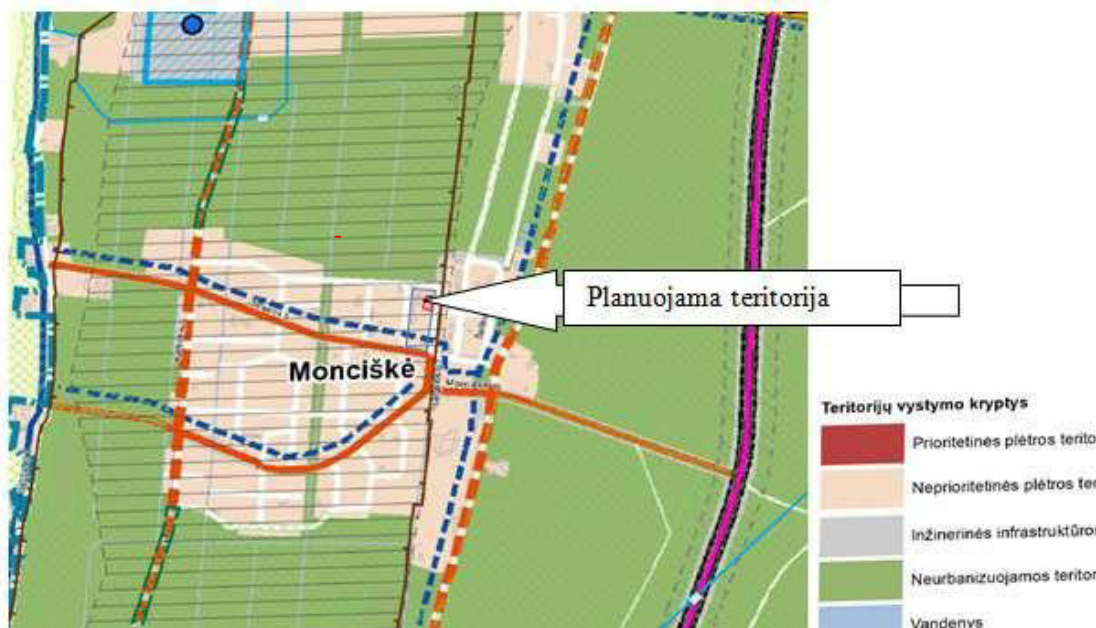 Planuojama teritorija
Monciškė
Teritorijų vystymo kryptys
Prioritetinės plėtros terito
Neprioritetinės plėtros ter
Inžinerinės infrastruktūros
Neurbanizuojamos teritor
Vandenys